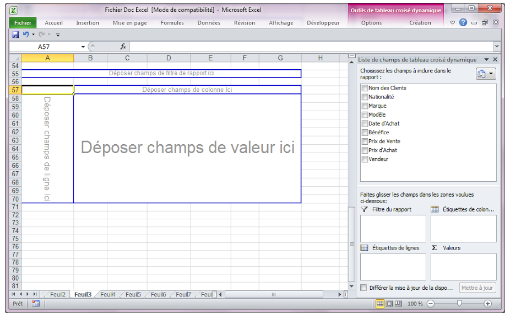 Fichier Doc Excel [Mode de compatibilité] - Microsoft Excel
Outils de tableau croisé dynamique
Fichier Accueil Insertion Mise en page Formules Données Révision Affichage Développeur Options Création
A57 fx
A B C D E F G H
54
55 Déposer champs de filtre de rapport ici
56
57 Déposer champs de colonne ici
58
59
60
61
62
63
64
65
66
67
68
69
70
Déposer champs de ligne ici
Déposer champs de valeur ici
71
72
73
74
75
76
77
78
79
80
81
Liste de champs de tableau croisé dynamique
Choisissez les champs à inclure dans le
rapport :
Nom des Clients
Nationalité
Marque
Modèle
Date d'Achat
Bénéfice
Prix de Vente
Prix d'Achat
Vendeur
Faites glisser les champs dans les zones voulues
ci-dessous:
Filtre du rapport Étiquettes de colon...
Étiquettes de lignes Σ Valeurs
Différer la mise à jour de la dispo... Mettre à jour
Feuil2 Feuil3 Feuil4 Feuil5 Feuil6 Feuil7 Feuil
Prêt 100 %